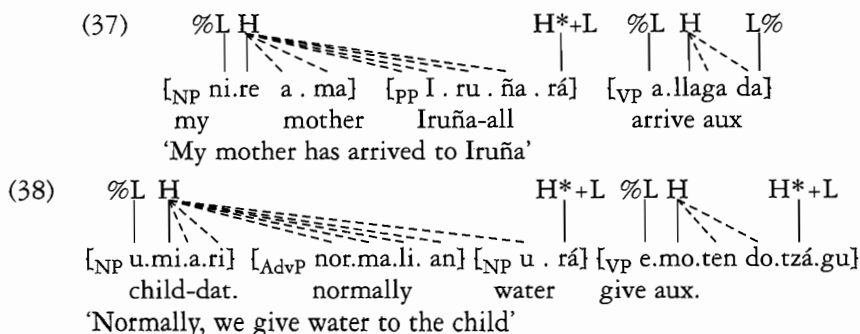 (37) %L H H*+L %L H L%
[NP ni.re a . ma] [PP I . ru . ña . rá] [VP a.llaga da]
my mother Iruña-all arrive aux
'My mother has arrived to Iruña'
(38) %L H H*+L %L H H*+L
[NP u.mi.a.ri] [AdvP nor.ma.li. an] [NP u . rá] [VP e.mo.ten do.tzá.gu]
child-dat. normally water give aux.
'Normally, we give water to the child'